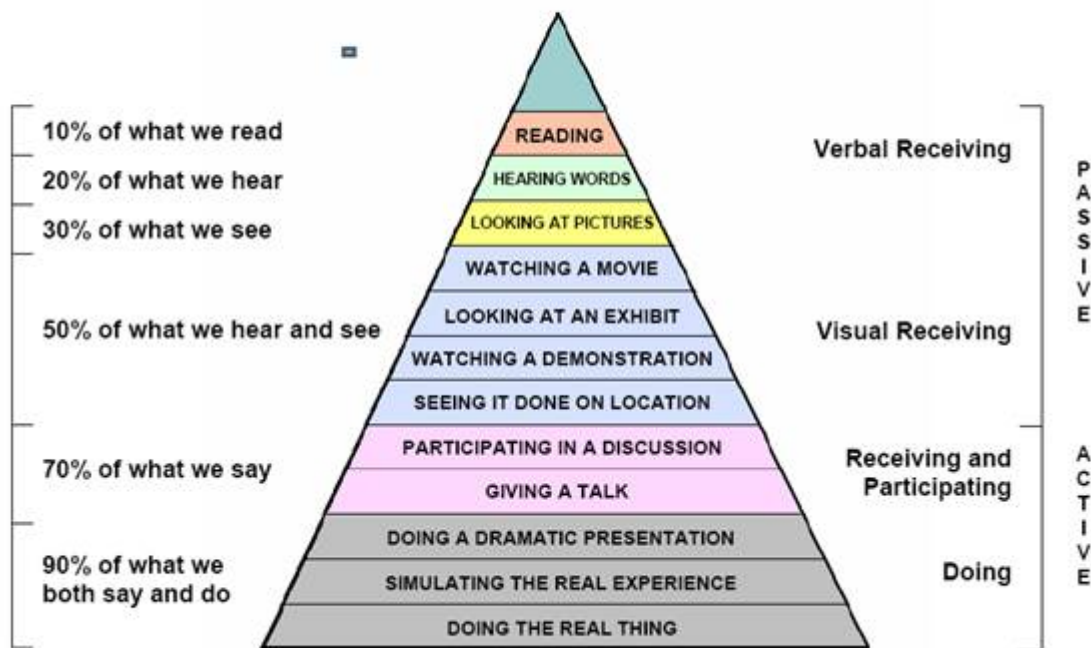 10% of what we read
20% of what we hear
30% of what we see
50% of what we hear and see
70% of what we say
90% of what we
both say and do
READING
HEARING WORDS
LOOKING AT PICTURES
WATCHING A MOVIE
LOOKING AT AN EXHIBIT
WATCHING A DEMONSTRATION
SEEING IT DONE ON LOCATION
PARTICIPATING IN A DISCUSSION
GIVING A TALK
DOING A DRAMATIC PRESENTATION
SIMULATING THE REAL EXPERIENCE
DOING THE REAL THING
Verbal Receiving
Visual Receiving
Receiving and
Participating
Doing
PASSIVE
ACTIVE